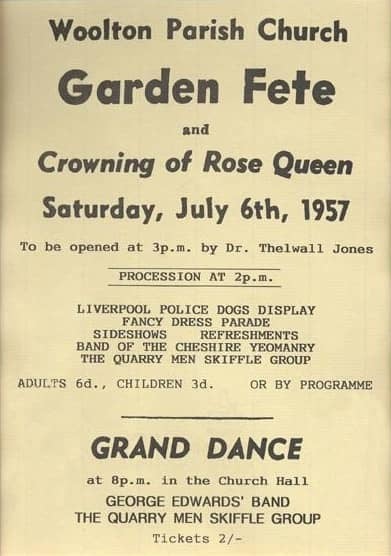 Woolton Parish Church
Garden Fete
and
Crowning of Rose Queen
Saturday, July 6th, 1957
To be opened at 3p.m. by Dr. Thelwall Jones
PROCESSION AT 2p.m.
LIVERPOOL POLICE DOGS DISPLAY
FANCY DRESS PARADE
SIDESHOWS REFRESHMENTS
BAND OF THE CHESHIRE YEOMANRY
THE QUARRY MEN SKIFFLE GROUP
ADULTS 6d., CHILDREN 3d. OR BY PROGRAMME
GRAND DANCE
at 8p.m. in the Church Hall
GEORGE EDWARDS' BAND
THE QUARRY MEN SKIFFLE GROUP
Tickets 2/-